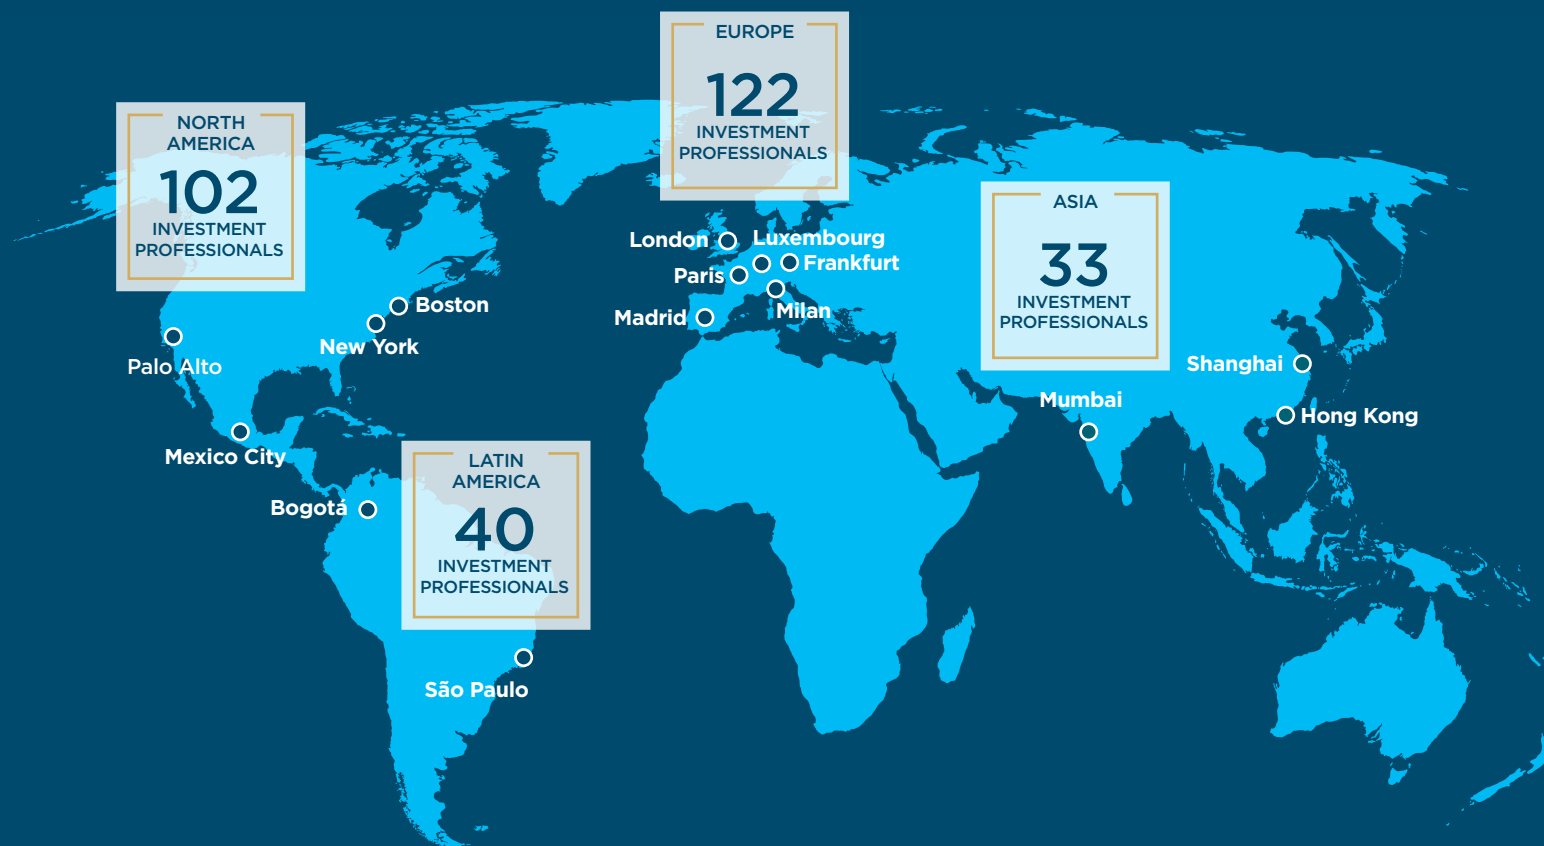 EUROPE
122
INVESTMENT
PROFESSIONALS
NORTH
AMERICA
102
INVESTMENT
PROFESSIONALS
ASIA
33
INVESTMENT
PROFESSIONALS
London
Luxembourg
Frankfurt
Paris
Milan
Madrid
Boston
New York
Palo Alto
Mexico City
Shanghai
Mumbai
Hong Kong
LATIN
AMERICA
40
INVESTMENT
PROFESSIONALS
Bogotá
São Paulo